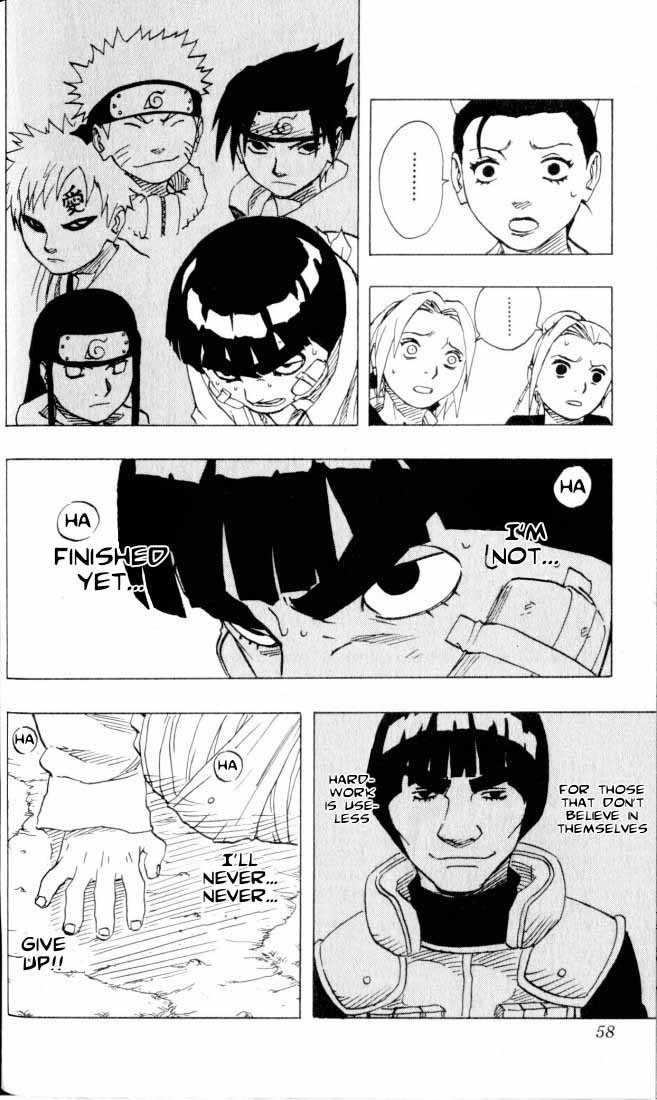 ........
........
愛
HA
I'M
NOT...
HA
FINISHED
YET...
FOR THOSE
THAT DON'T
BELIEVE IN
THEMSELVES
HARD-
WORK
IS USE-
LESS
HA
HA
I'LL
NEVER...
NEVER...
GIVE
UP!!
58